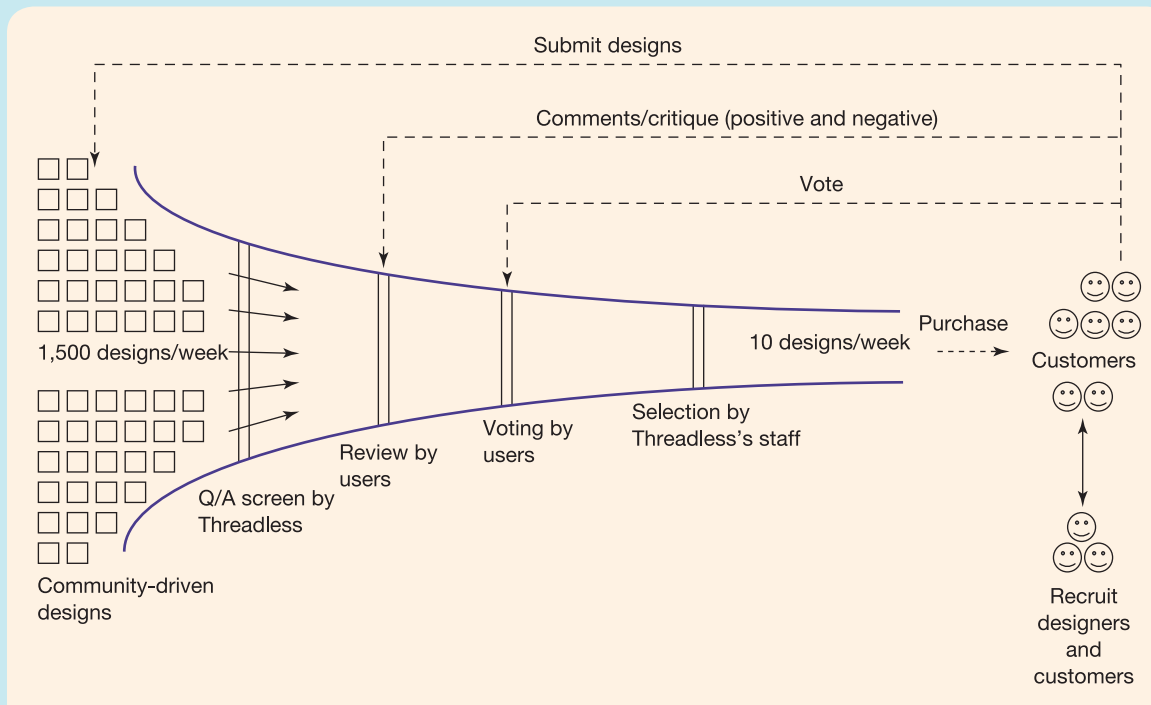 Submit designs
Comments/critique (positive and negative)
Vote
1,500 designs/week
10 designs/week
Purchase
Customers
Selection by
Threadless's staff
Voting by
users
Review by
users
Q/A screen by
Threadless
Community-driven
designs
Recruit
designers
and
customers